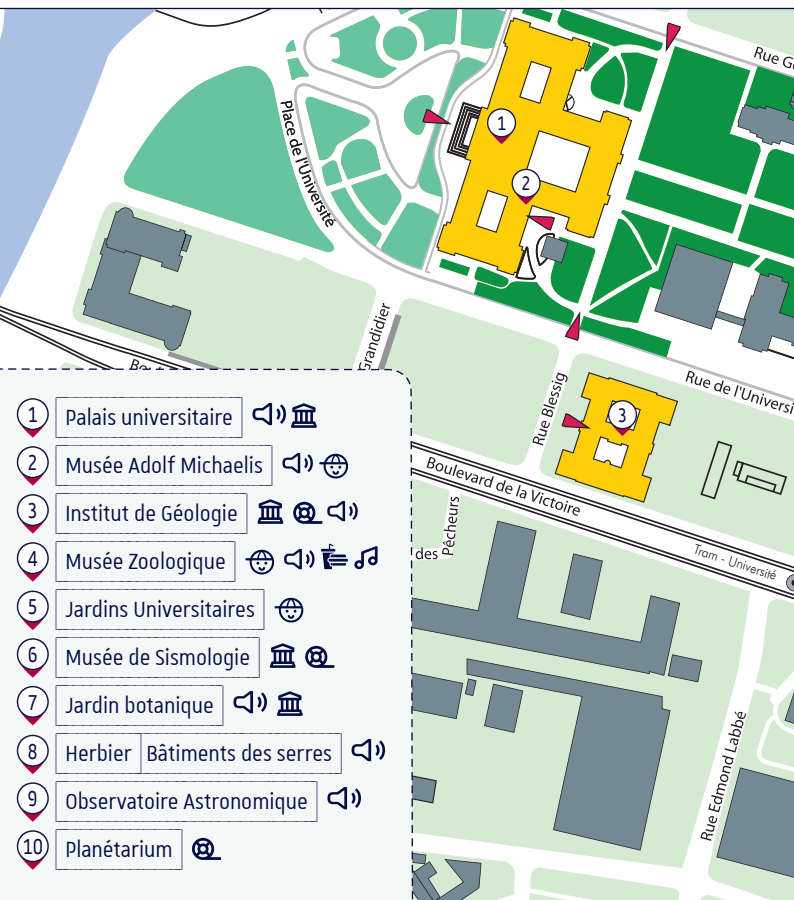 Rue G
Place de l'Université
1
2
Grandidier
Rue Blessig
3
Rue de l'Universi
Boulevard de la Victoire
des Pêcheurs
Tram - Université
Rue Edmond Labbé
1 Palais universitaire
2 Musée Adolf Michaelis
3 Institut de Géologie
4 Musée Zoologique
5 Jardins Universitaires
6 Musée de Sismologie
7 Jardin botanique
8 Herbier Bâtiments des serres
9 Observatoire Astronomique
10 Planétarium